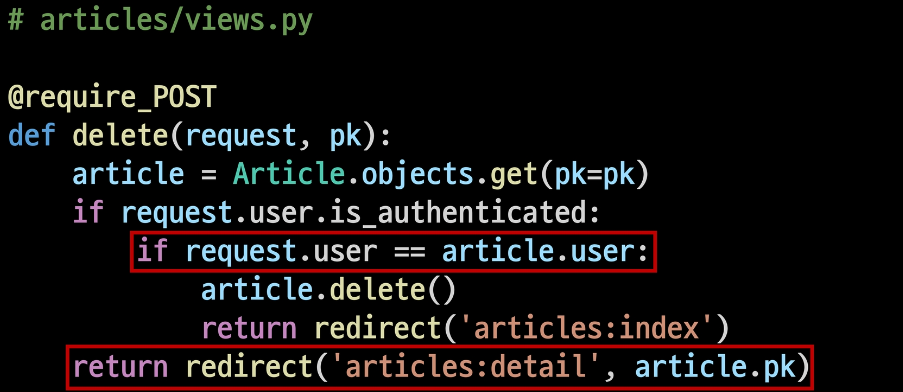 # articles/views.py
@require_POST
def delete(request, pk):
    article = Article.objects.get(pk=pk)
    if request.user.is_authenticated:
        if request.user == article.user:
            article.delete()
            return redirect('articles:index')
    return redirect('articles:detail', article.pk)